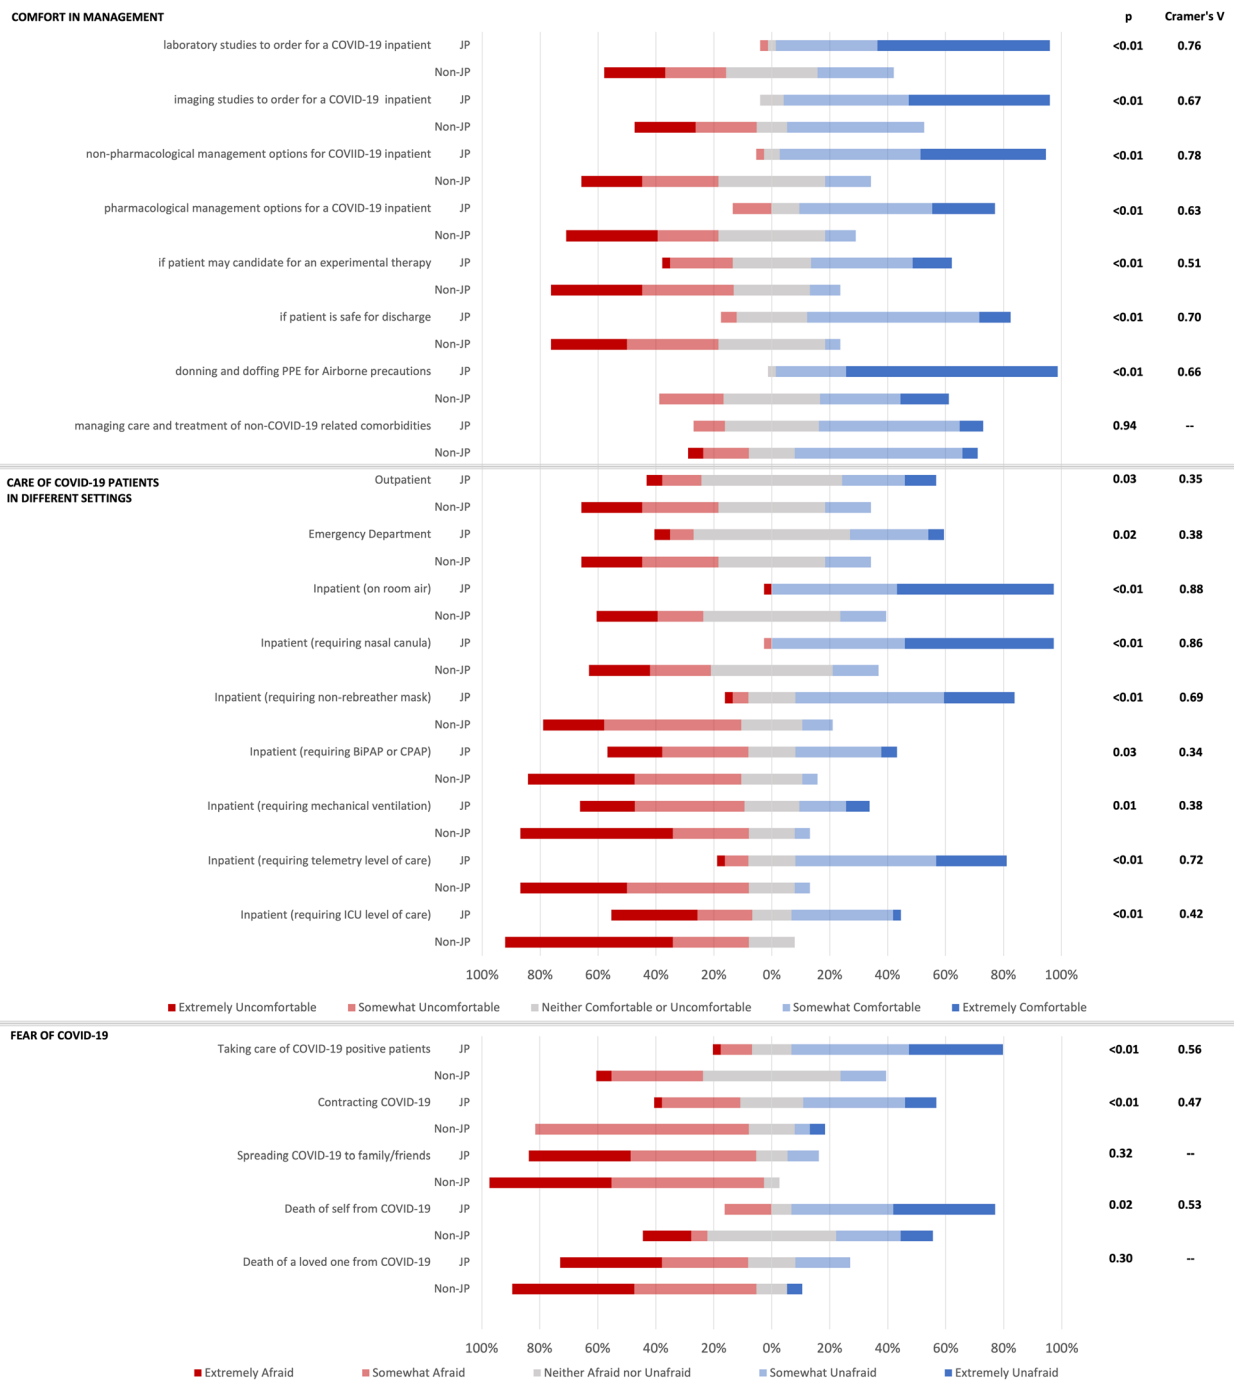 COMFORT IN MANAGEMENT p Cramer's V
laboratory studies to order for a COVID-19 inpatient JP <0.01 0.76
Non-JP
imaging studies to order for a COVID-19 inpatient JP <0.01 0.67
Non-JP
non-pharmacological management options for COVIID-19 inpatient JP <0.01 0.78
Non-JP
pharmacological management options for a COVID-19 inpatient JP <0.01 0.63
Non-JP
if patient may candidate for an experimental therapy JP <0.01 0.51
Non-JP
if patient is safe for discharge JP <0.01 0.70
Non-JP
donning and doffing PPE for Airborne precautions JP <0.01 0.66
Non-JP
managing care and treatment of non-COVID-19 related comorbidities JP 0.94 --
Non-JP
CARE OF COVID-19 PATIENTS
IN DIFFERENT SETTINGS
Outpatient JP 0.03 0.35
Non-JP
Emergency Department JP 0.02 0.38
Non-JP
Inpatient (on room air) JP <0.01 0.88
Non-JP
Inpatient (requiring nasal canula) JP <0.01 0.86
Non-JP
Inpatient (requiring non-rebreather mask) JP <0.01 0.69
Non-JP
Inpatient (requiring BiPAP or CPAP) JP 0.03 0.34
Non-JP
Inpatient (requiring mechanical ventilation) JP 0.01 0.38
Non-JP
Inpatient (requiring telemetry level of care) JP <0.01 0.72
Non-JP
Inpatient (requiring ICU level of care) JP <0.01 0.42
Non-JP
100% 80% 60% 40% 20% 0% 20% 40% 60% 80% 100%
Extremely Uncomfortable Somewhat Uncomfortable Neither Comfortable or Uncomfortable Somewhat Comfortable Extremely Comfortable
FEAR OF COVID-19
Taking care of COVID-19 positive patients JP <0.01 0.56
Non-JP
Contracting COVID-19 JP <0.01 0.47
Non-JP
Spreading COVID-19 to family/friends JP 0.32 --
Non-JP
Death of self from COVID-19 JP 0.02 0.53
Non-JP
Death of a loved one from COVID-19 JP 0.30 --
Non-JP
100% 80% 60% 40% 20% 0% 20% 40% 60% 80% 100%
Extremely Afraid Somewhat Afraid Neither Afraid nor Unafraid Somewhat Unafraid Extremely Unafraid